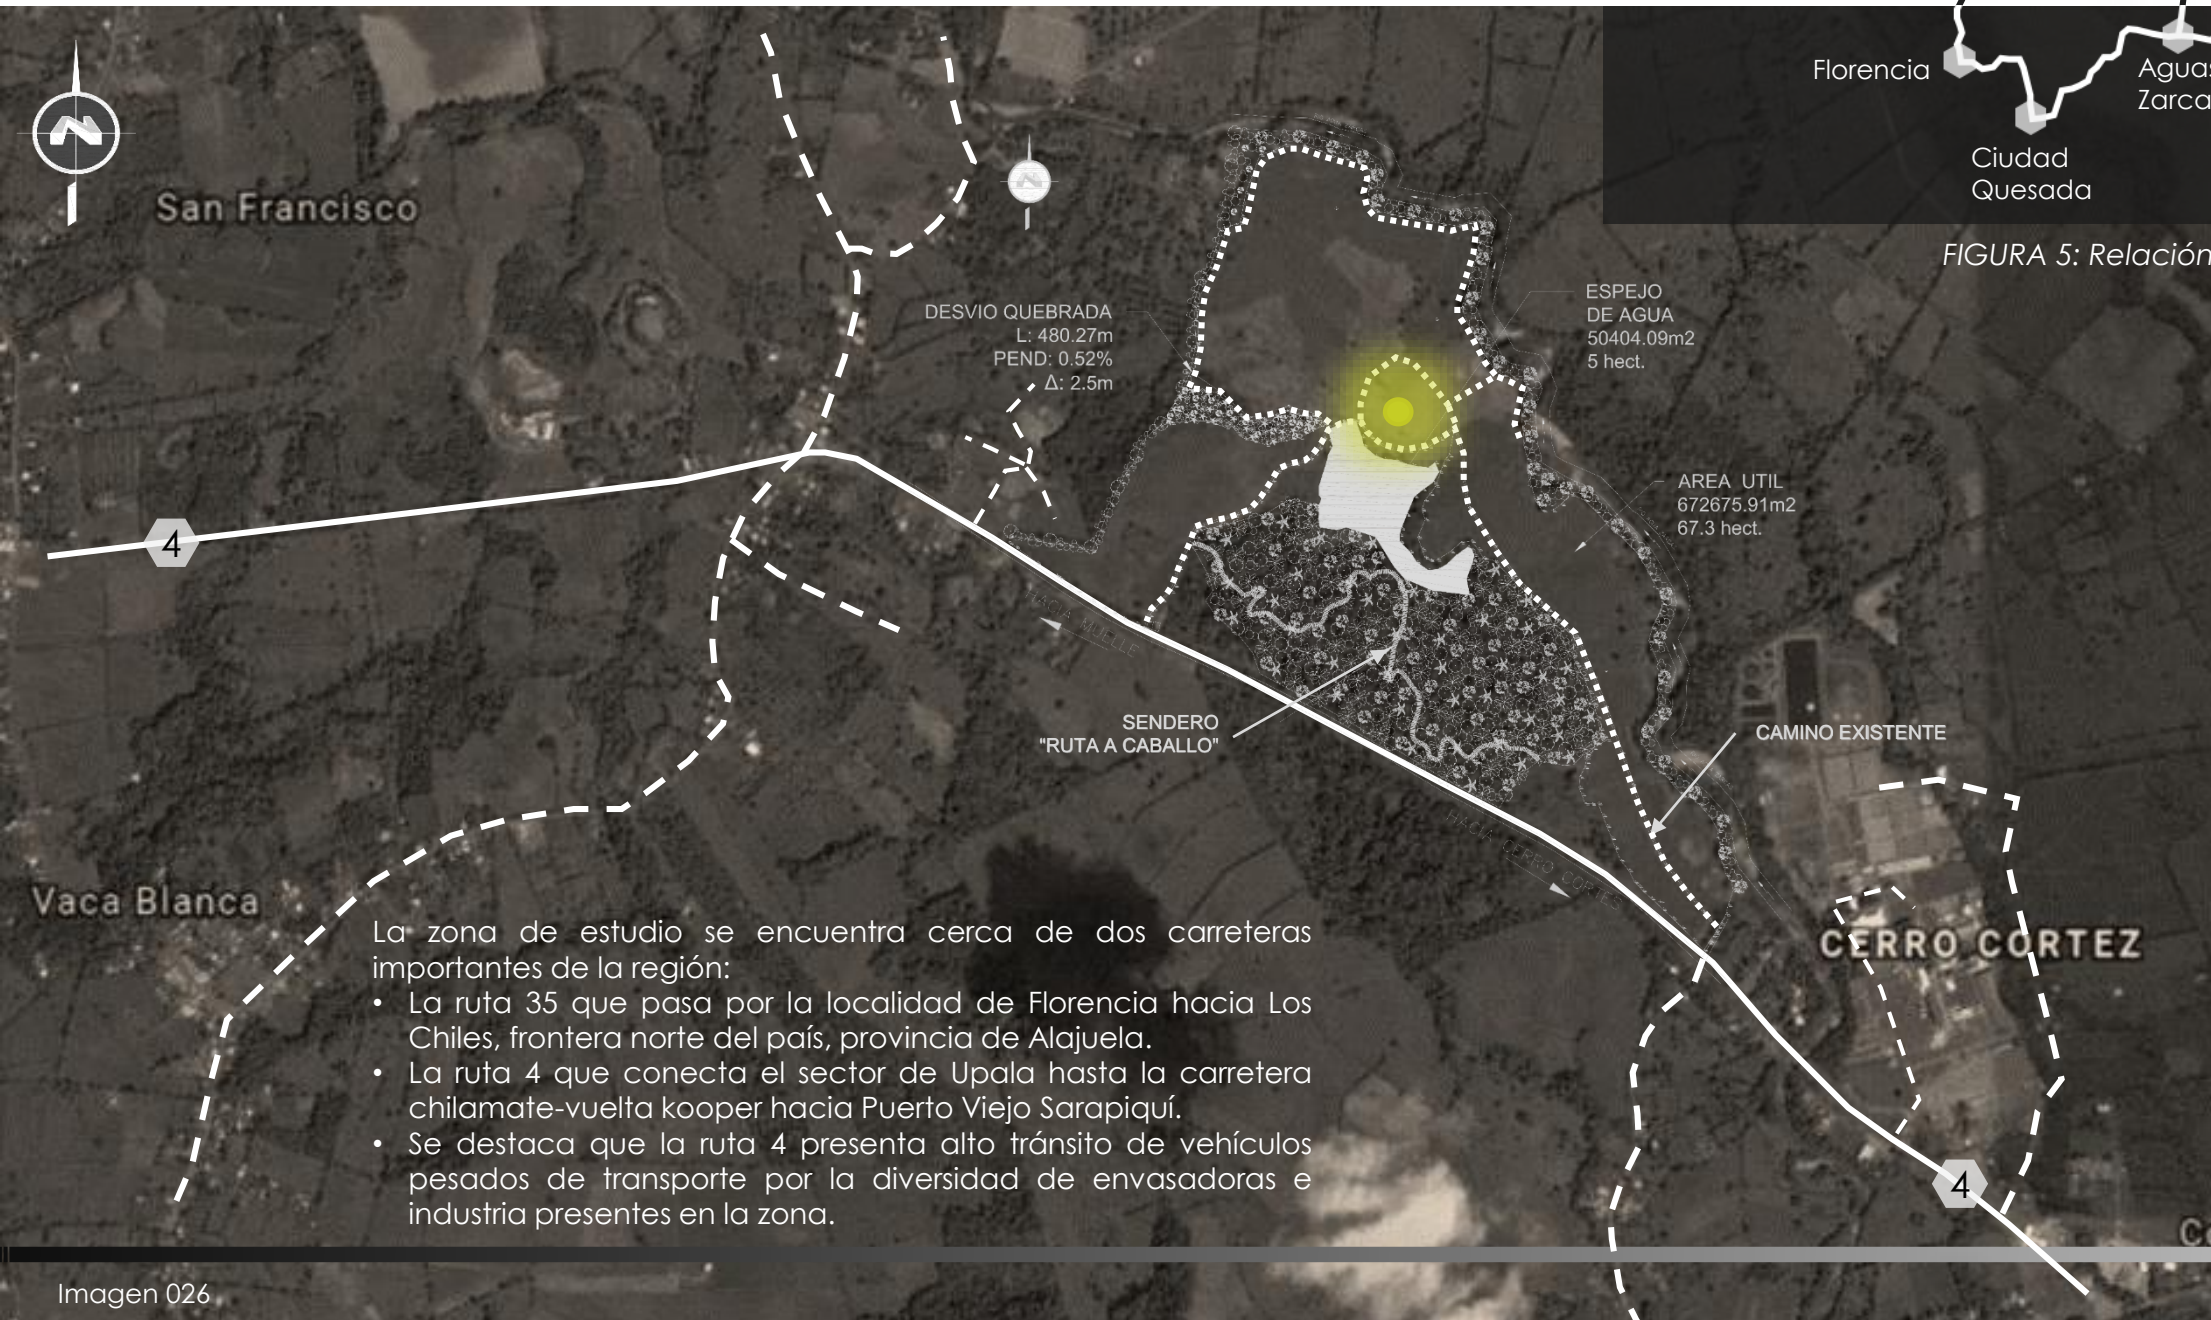 Florencia
Aguas
Zarca
Ciudad
Quesada
FIGURA 5: Relación
San Francisco
DESVIO QUEBRADA
L: 480.27m
PEND: 0.52%
Δ: 2.5m
ESPEJO
DE AGUA
50404.09m2
5 hect.
AREA UTIL
672675.91m2
67.3 hect.
4
HACIA MUELLE
SENDERO
"RUTA A CABALLO"
CAMINO EXISTENTE
HACIA CERRO CORTES
Vaca Blanca
CERRO CORTEZ
La zona de estudio se encuentra cerca de dos carreteras
importantes de la región:
• La ruta 35 que pasa por la localidad de Florencia hacia Los
Chiles, frontera norte del país, provincia de Alajuela.
• La ruta 4 que conecta el sector de Upala hasta la carretera
chilamate-vuelta kooper hacia Puerto Viejo Sarapiquí.
• Se destaca que la ruta 4 presenta alto tránsito de vehículos
pesados de transporte por la diversidad de envasadoras e
industria presentes en la zona.
4
Imagen 026